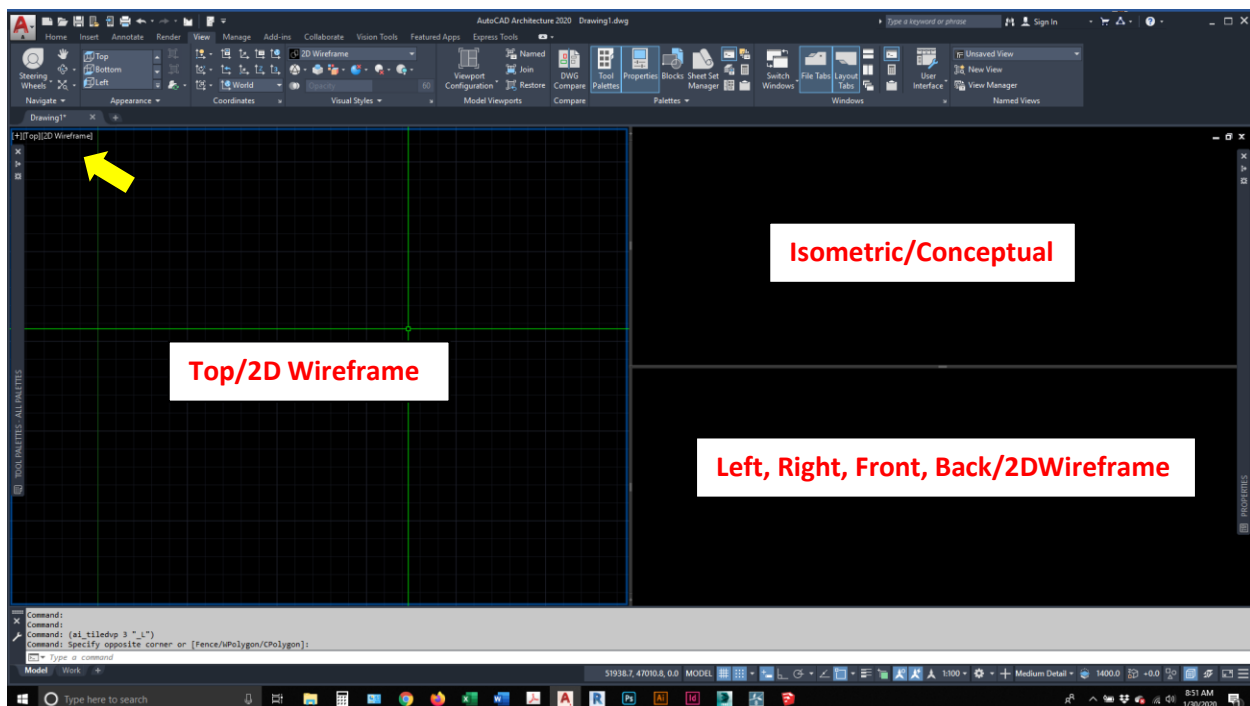 AutoCAD Architecture 2020 Drawing1.dwg
Type a keyword or phrase
Sign In
Home Insert Annotate Render View Manage Add-ins Collaborate Vision Tools Featured Apps Express Tools
Steering Wheels
Top
Bottom
Left
World
2D Wireframe
Opacity 60
Viewport Configuration
Named
Join
Restore
DWG Compare
Tool Palettes
Properties
Blocks
Sheet Set Manager
Switch Windows
File Tabs
Layout Tabs
User Interface
Unsaved View
New View
View Manager
Navigate Appearance Coordinates Visual Styles Model Viewports Compare Palettes Windows Named Views
Drawing1*
[+][Top][2D Wireframe]
Isometric/Conceptual
Top/2D Wireframe
Left, Right, Front, Back/2DWireframe
TOOL PALETTES - ALL PALETTES
PROPERTIES
Command:
Command:
Command: (ai_tiledvp 3 "_L")
Command: Specify opposite corner or [Fence/WPolygon/CPolygon]:
Type a command
Model Work +
51938.7, 47010.8, 0.0 MODEL 1:100 Medium Detail 1400.0 +0.0
Type here to search
8:51 AM
1/30/2020